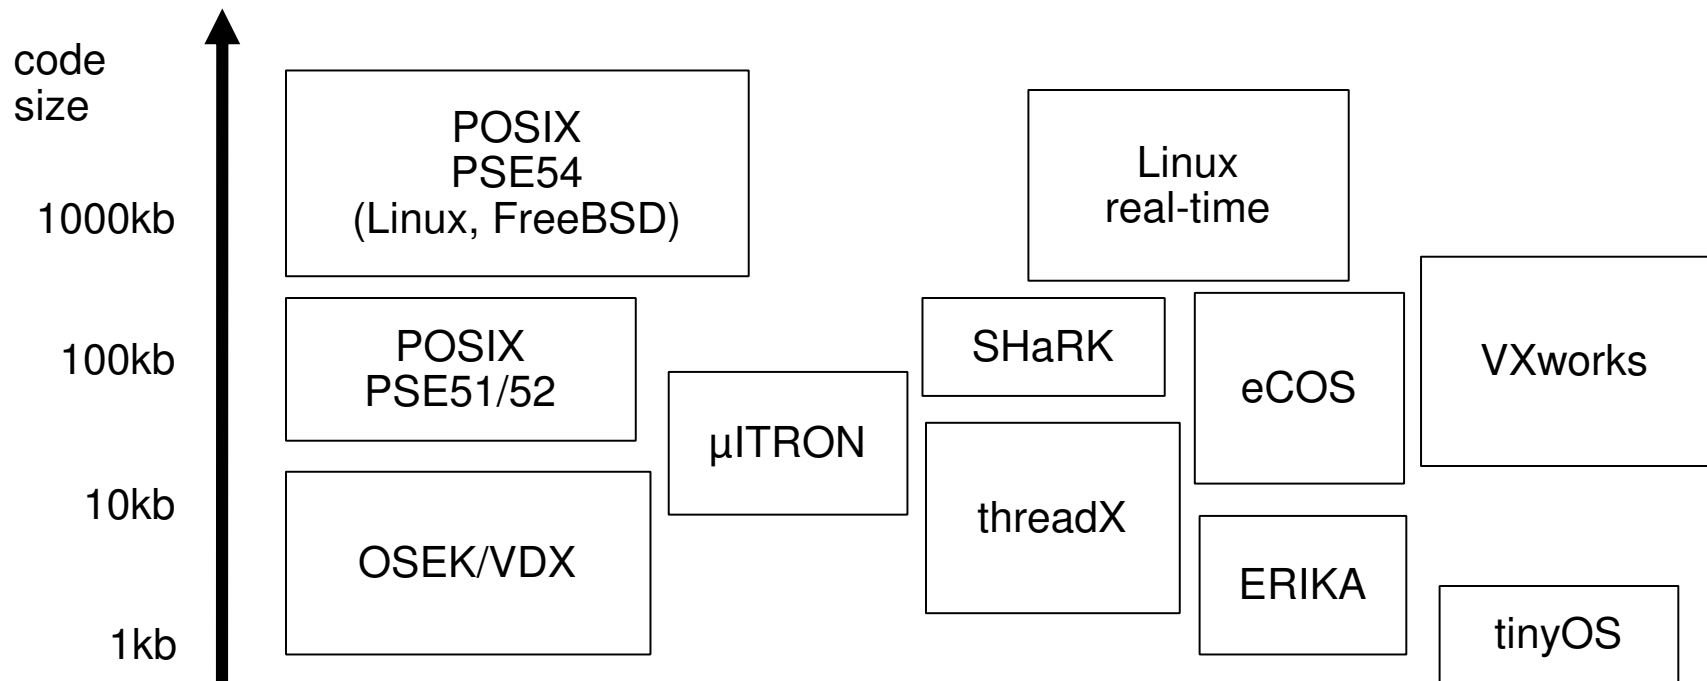 code
size
1000kb
100kb
10kb
1kb
POSIX
PSE54
(Linux, FreeBSD)
Linux
real-time
POSIX
PSE51/52
SHaRK
eCOS
VXworks
µITRON
threadX
OSEK/VDX
ERIKA
tinyOS